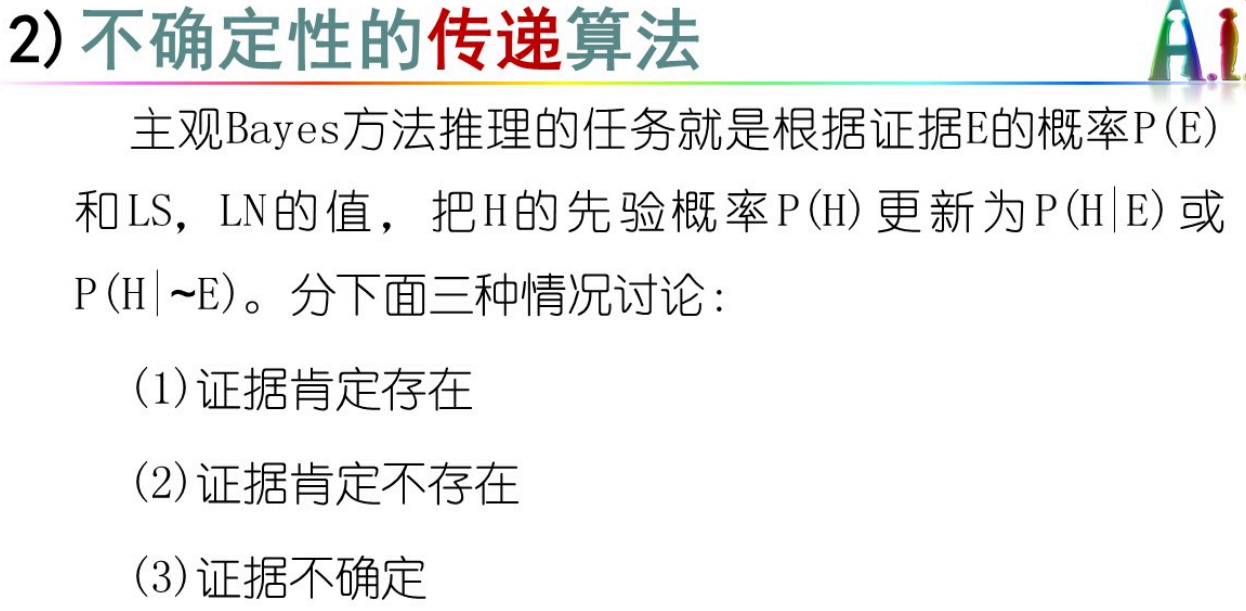 2) 不确定性的传递算法
A.I.
主观Bayes方法推理的任务就是根据证据E的概率P(E)
和LS，LN的值，把H的先验概率P(H)更新为P(H|E)或
P(H|~E)。分下面三种情况讨论：
(1)证据肯定存在
(2)证据肯定不存在
(3)证据不确定